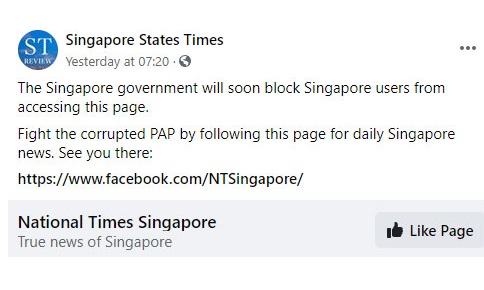 ST
REVIEW
Singapore States Times
Yesterday at 07:20 ·
The Singapore government will soon block Singapore users from
accessing this page.
Fight the corrupted PAP by following this page for daily Singapore
news. See you there:
https://www.facebook.com/NTSingapore/
National Times Singapore
True news of Singapore
Like Page